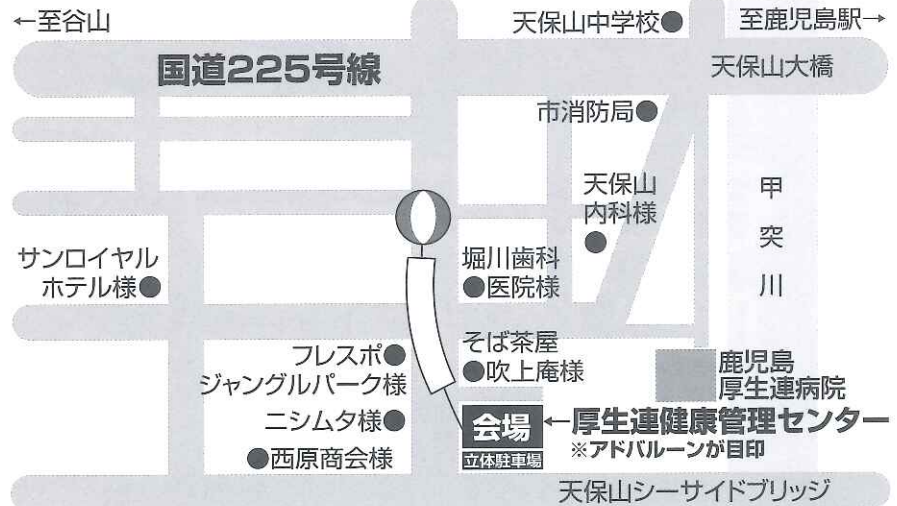 ←至谷山
天保山中学校●
至鹿児島駅→
国道225号線
天保山大橋
市消防局●
天保山
内科様
●
甲
突
川
サンロイヤル
ホテル様●
堀川歯科
●医院様
そば茶屋
●吹上庵様
フレスポ●
ジャングルパーク様
鹿児島
厚生連病院
ニシムタ様●
会場
←厚生連健康管理センター
※アドバルーンが目印
●西原商会様
立体駐車場
天保山シーサイドブリッジ